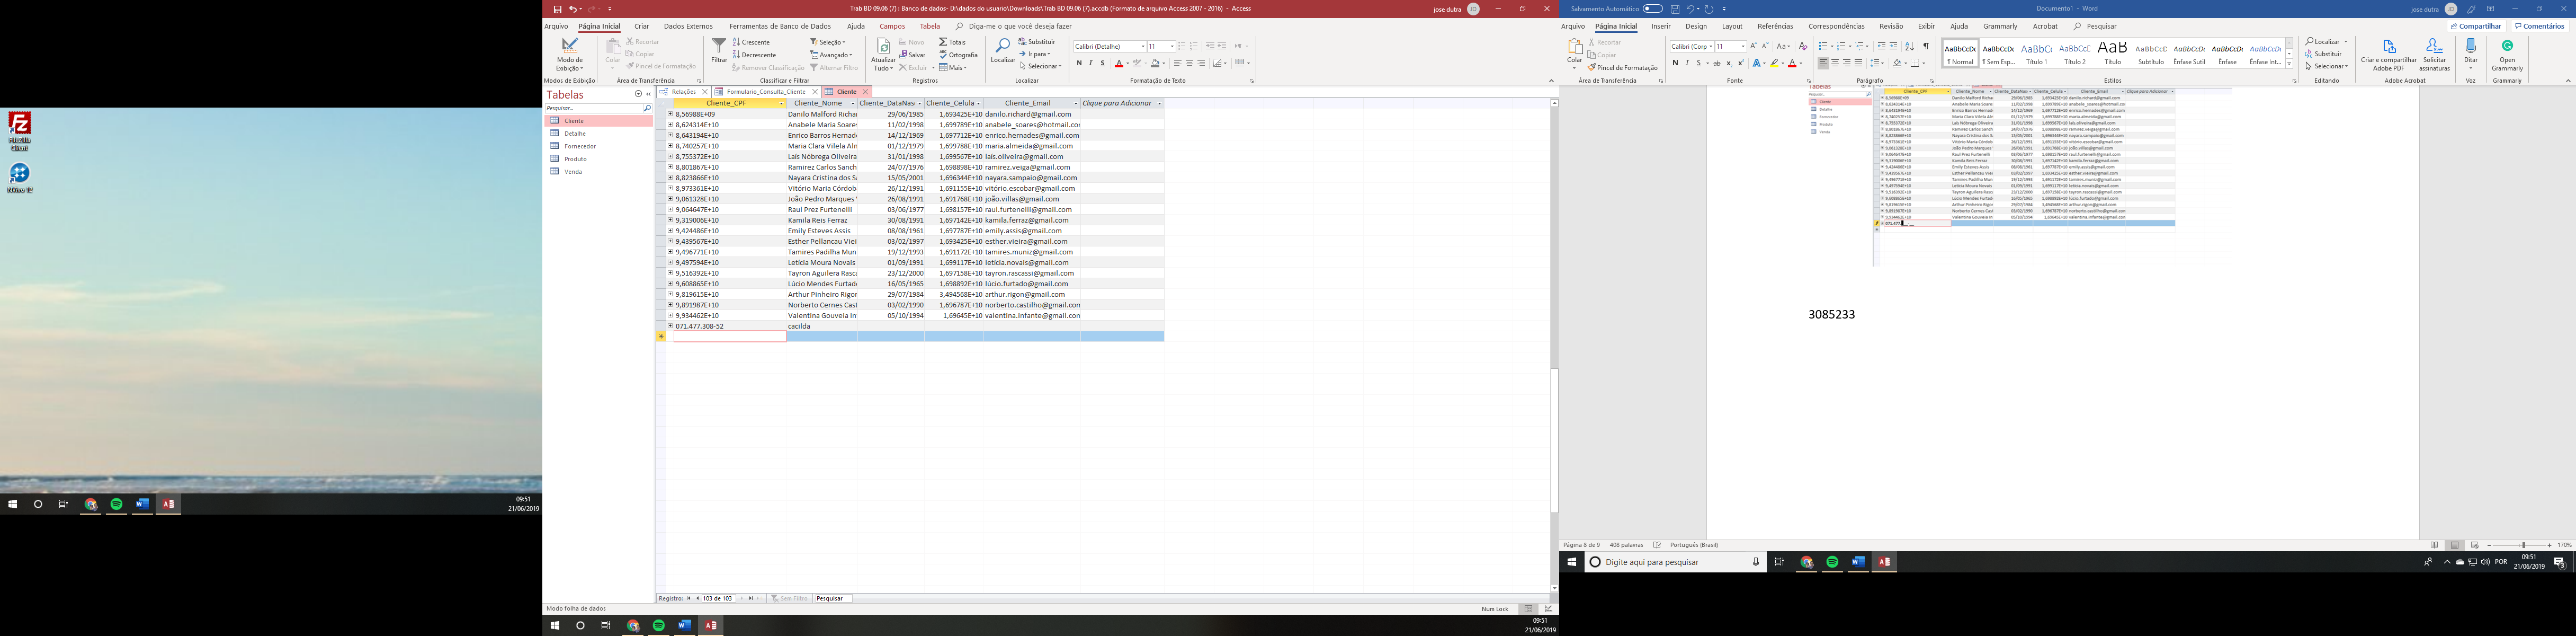 FileZilla
Client
NVivo 12
09:51
21/06/2019
Trab BD 09.06 (7) : Banco de dados- D:\dados do usuario\Downloads\Trab BD 09.06 (7).accdb (Formato de arquivo Access 2007 - 2016) - Access
jose dutra
JD
Arquivo Página Inicial Criar Dados Externos Ferramentas de Banco de Dados Ajuda Campos Tabela Diga-me o que você deseja fazer
Modo de Exibição
Colar
Recortar
Copiar
Pincel de Formatação
Filtrar
Crescente
Decrescente
Remover Classificação
Seleção
Avançado
Alternar Filtro
Atualizar Tudo
Novo
Salvar
Excluir
Totais
Ortografia
Mais
Localizar
Substituir
Ir para
Selecionar
Calibri (Detalhe) 11
N I S
Modos de Exibição Área de Transferência Classificar e Filtrar Registros Localizar Formatação de Texto
Tabelas
Pesquisar...
Cliente
Detalhe
Fornecedor
Produto
Venda
Relações Formulario_Consulta_Cliente Cliente
Cliente_CPF Cliente_Nome Cliente_DataNas Cliente_Celula Cliente_Email Clique para Adicionar
8,56988E+09 Danilo Malford Richar 29/06/1985 1,693425E+10 danilo.richard@gmail.com
8,624314E+10 Anabele Maria Soares 11/02/1998 1,699789E+10 anabele_soares@hotmail.com
8,643194E+10 Enrico Barros Hernade 14/12/1969 1,697712E+10 enrico.hernades@gmail.com
8,740257E+10 Maria Clara Vilela Alm 01/12/1979 1,699788E+10 maria.almeida@gmail.com
8,755372E+10 Laís Nóbrega Oliveira 31/01/1998 1,699567E+10 laís.oliveira@gmail.com
8,801867E+10 Ramirez Carlos Sanch 24/07/1976 1,698898E+10 ramirez.veiga@gmail.com
8,823866E+10 Nayara Cristina dos Sa 15/05/2001 1,696344E+10 nayara.sampaio@gmail.com
8,973361E+10 Vitório Maria Córdob 26/12/1991 1,691155E+10 vitório.escobar@gmail.com
9,061328E+10 João Pedro Marques V 26/08/1991 1,691768E+10 joão.villas@gmail.com
9,064647E+10 Raul Prez Furtenelli 03/06/1977 1,698157E+10 raul.furtenelli@gmail.com
9,319006E+10 Kamila Reis Ferraz 30/08/1991 1,697142E+10 kamila.ferraz@gmail.com
9,424486E+10 Emily Esteves Assis 08/08/1961 1,697787E+10 emily.assis@gmail.com
9,439567E+10 Esther Pellancau Viei 03/02/1997 1,693425E+10 esther.vieira@gmail.com
9,496771E+10 Tamires Padilha Mun 19/12/1993 1,691172E+10 tamires.muniz@gmail.com
9,497594E+10 Letícia Moura Novais 01/09/1991 1,699117E+10 letícia.novais@gmail.com
9,516392E+10 Tayron Aguilera Rasca 23/12/2000 1,697158E+10 tayron.rascassi@gmail.com
9,608865E+10 Lúcio Mendes Furtad 16/05/1965 1,698892E+10 lúcio.furtado@gmail.com
9,819615E+10 Arthur Pinheiro Rigor 29/07/1984 3,494568E+10 arthur.rigon@gmail.com
9,891987E+10 Norberto Cernes Cast 03/02/1990 1,696787E+10 norberto.castilho@gmail.com
9,934462E+10 Valentina Gouveia In 05/10/1994 1,69645E+10 valentina.infante@gmail.com
071.477.308-52 cacilda
Registro: 103 de 103 Sem Filtro Pesquisar
Modo folha de dados Num Lock
09:51
21/06/2019
Salvamento Automático Documento1 - Word jose dutra JD
Arquivo Página Inicial Inserir Design Layout Referências Correspondências Revisão Exibir Ajuda Grammarly Acrobat Pesquisar Compartilhar Comentários
Colar
Recortar
Copiar
Pincel de Formatação
Calibri (Corp 11
N I S
AaBbCcDc AaBbCcDc AaBbCc AaBbCcC AaB AaBbCcD AaBbCcDc AaBbCcDc AaBbCcDc
¶ Normal ¶ Sem Esp... Título 1 Título 2 Título Subtítulo Ênfase Sutil Ênfase Ênfase Int...
Localizar
Substituir
Selecionar
Criar e compartilhar Adobe PDF
Solicitar assinaturas
Ditar
Open Grammarly
Área de Transferência Fonte Parágrafo Estilos Editando Adobe Acrobat Voz Grammarly
3085233
Página 8 de 9 408 palavras Português (Brasil) 170%
Digite aqui para pesquisar
POR
09:51
21/06/2019